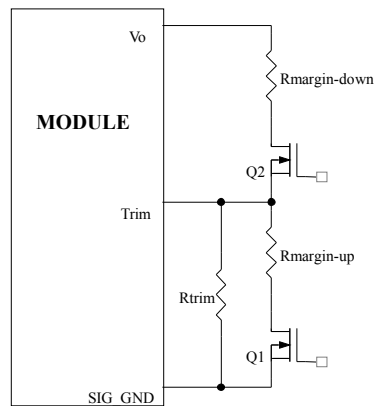 Vo
Rmargin-down
MODULE
Q2
Trim
Rmargin-up
Rtrim
Q1
SIG_GND